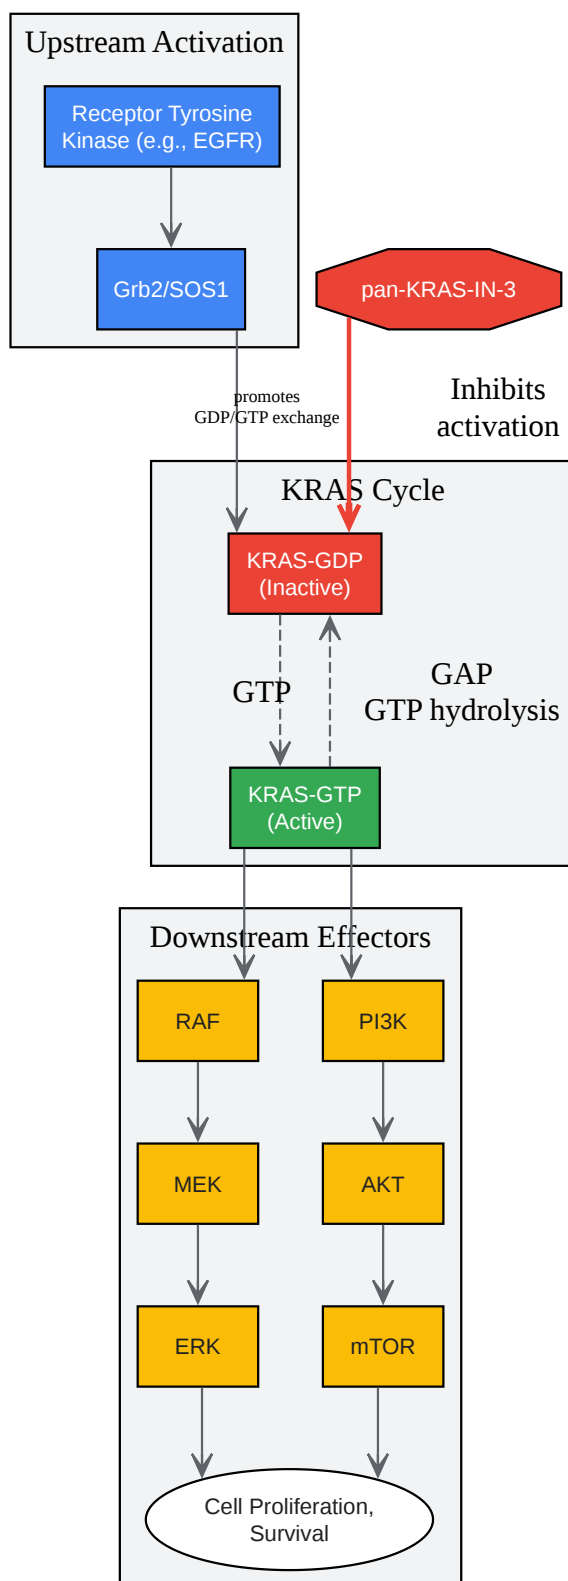 Upstream Activation
Receptor Tyrosine
Kinase (e.g., EGFR)
Grb2/SOS1
pan-KRAS-IN-3
promotes
GDP/GTP exchange
Inhibits
activation
KRAS Cycle
KRAS-GDP
(Inactive)
GTP
GAP
GTP hydrolysis
KRAS-GTP
(Active)
Downstream Effectors
RAF
PI3K
MEK
AKT
ERK
mTOR
Cell Proliferation,
Survival